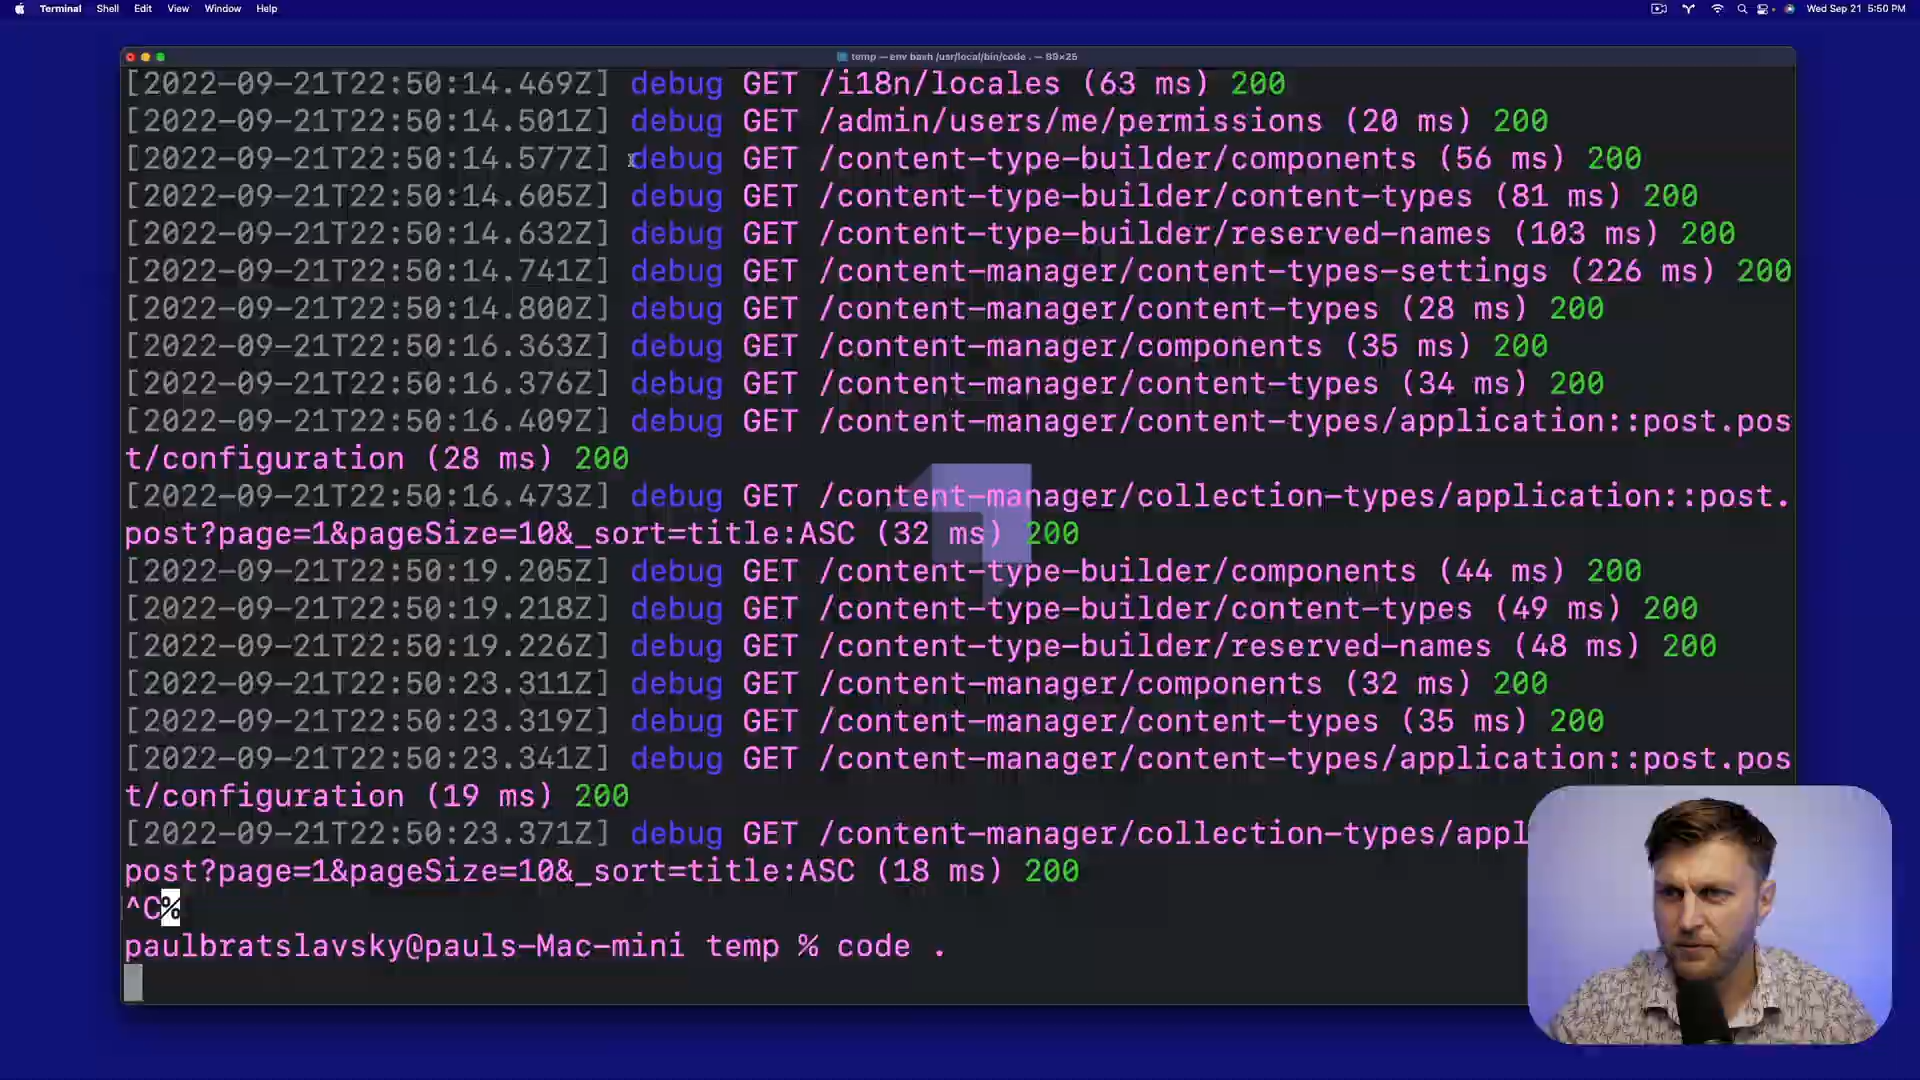 Terminal Shell Edit View Window Help Wed Sep 21 5:50 PM
temp — env bash /usr/local/bin/code . — 89×25
[2022-09-21T22:50:14.469Z] debug GET /i18n/locales (63 ms) 200
[2022-09-21T22:50:14.501Z] debug GET /admin/users/me/permissions (20 ms) 200
[2022-09-21T22:50:14.577Z] debug GET /content-type-builder/components (56 ms) 200
[2022-09-21T22:50:14.605Z] debug GET /content-type-builder/content-types (81 ms) 200
[2022-09-21T22:50:14.632Z] debug GET /content-type-builder/reserved-names (103 ms) 200
[2022-09-21T22:50:14.741Z] debug GET /content-manager/content-types-settings (226 ms) 200
[2022-09-21T22:50:14.800Z] debug GET /content-manager/content-types (28 ms) 200
[2022-09-21T22:50:16.363Z] debug GET /content-manager/components (35 ms) 200
[2022-09-21T22:50:16.376Z] debug GET /content-manager/content-types (34 ms) 200
[2022-09-21T22:50:16.409Z] debug GET /content-manager/content-types/application::post.pos
t/configuration (28 ms) 200
[2022-09-21T22:50:16.473Z] debug GET /content-manager/collection-types/application::post.
post?page=1&pageSize=10&_sort=title:ASC (32 ms) 200
[2022-09-21T22:50:19.205Z] debug GET /content-type-builder/components (44 ms) 200
[2022-09-21T22:50:19.218Z] debug GET /content-type-builder/content-types (49 ms) 200
[2022-09-21T22:50:19.226Z] debug GET /content-type-builder/reserved-names (48 ms) 200
[2022-09-21T22:50:23.311Z] debug GET /content-manager/components (32 ms) 200
[2022-09-21T22:50:23.319Z] debug GET /content-manager/content-types (35 ms) 200
[2022-09-21T22:50:23.341Z] debug GET /content-manager/content-types/application::post.pos
t/configuration (19 ms) 200
[2022-09-21T22:50:23.371Z] debug GET /content-manager/collection-types/appl
post?page=1&pageSize=10&_sort=title:ASC (18 ms) 200
^C%
paulbratslavsky@pauls-Mac-mini temp % code .